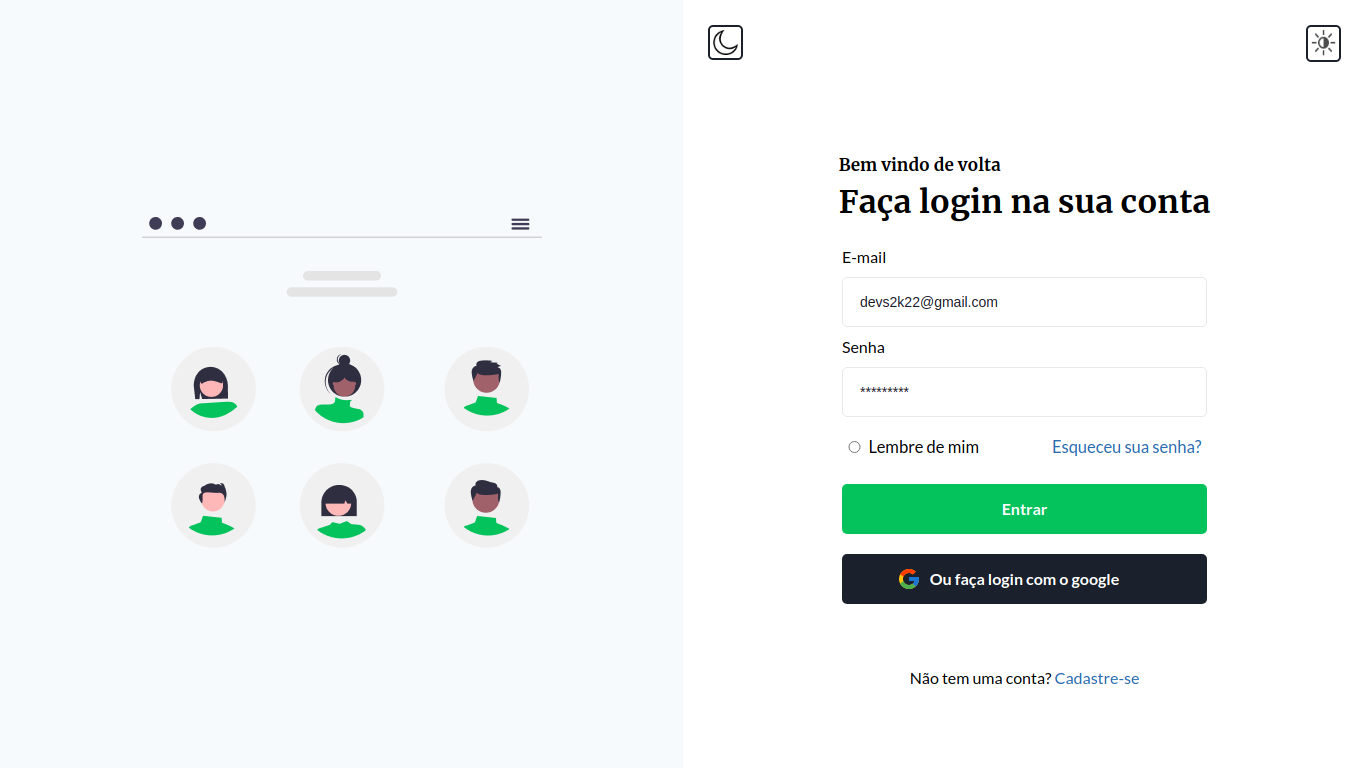 Bem vindo de volta
Faça login na sua conta
E-mail
devs2k22@gmail.com
Senha
*********
Lembre de mim
Esqueceu sua senha?
Entrar
Ou faça login com o google
Não tem uma conta? Cadastre-se